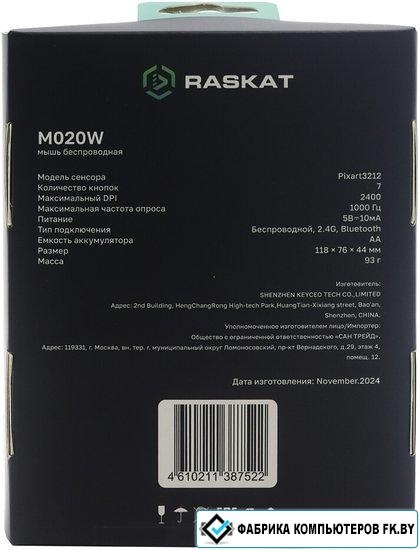 RASKAT
M020W
мышь беспроводная
Модель сенсора Pixart3212
Количество кнопок 7
Максимальный DPI 2400
Максимальная частота опроса 1000 Гц
Питание 5В–10мА
Тип подключения Беспроводной, 2.4G, Bluetooth
Емкость аккумулятора AA
Размер 118 × 76 × 44 мм
Масса 93 г
Изготовитель:
SHENZHEN KEYCEO TECH CO.,LIMITED
Адрес: 2nd Building, HengChangRong High-tech Park,HuangTian-Xixiang street, Bao'an,
Shenzhen, CHINA.
Уполномоченное изготовителем лицо/Импортер:
Общество с ограниченной ответственностью «САН ТРЕЙД».
Адрес: 119331, г. Москва, вн. тер. г. муниципальный округ Ломоносовский, пр-кт Вернадского, д.29, этаж 4,
помещ. 12.
Дата изготовления: November.2024
4 610211 387522
ФАБРИКА КОМПЬЮТЕРОВ FK.BY